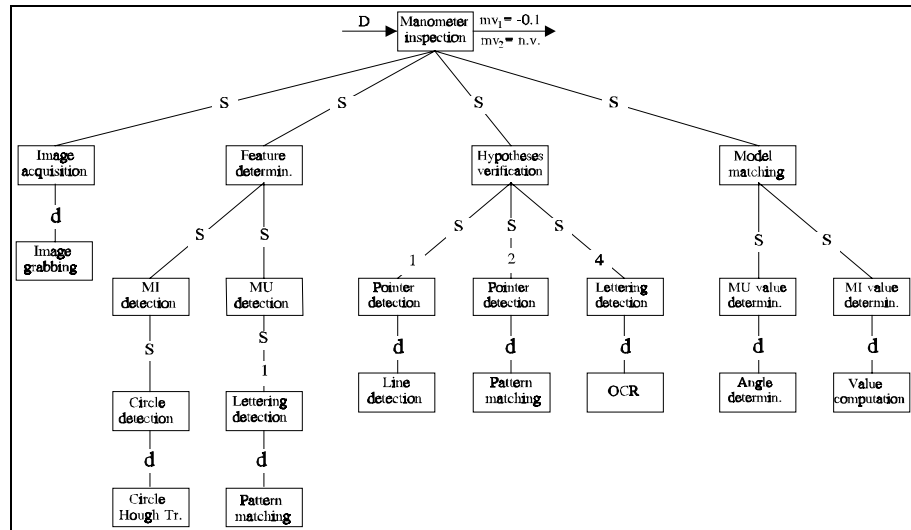 D
Manometer
inspection
mv1= -0.1
mv2= n.v.
S S S S
Image
acquisition
Feature
determin.
Hypotheses
verification
Model
matching
d
S S
S S S
S S
Image
grabbing
1 2 4
MI
detection
MU
detection
Pointer
detection
Pointer
detection
Lettering
detection
MU value
determin.
MI value
determin.
S
S
1
d d d
d d
Circle
detection
Lettering
detection
Line
detection
Pattern
matching
OCR
Angle
determin.
Value
computation
d d
Circle
Hough Tr.
Pattern
matching